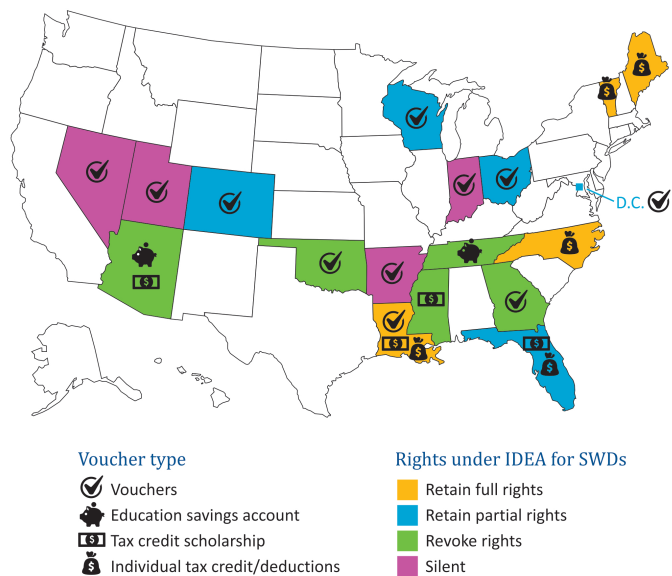 D.C.
Voucher type
Vouchers
Education savings account
Tax credit scholarship
Individual tax credit/deductions
Rights under IDEA for SWDs
Retain full rights
Retain partial rights
Revoke rights
Silent